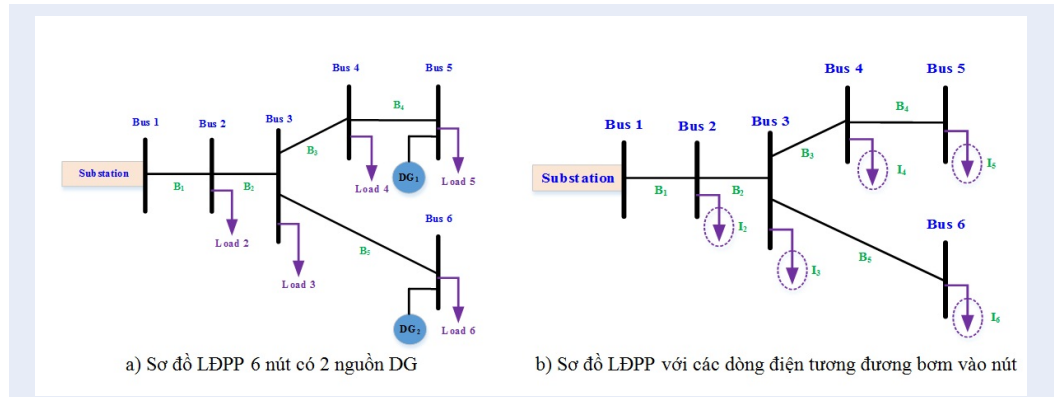 Bus 4
Bus 5
Bus 1
Bus 2
Bus 3
B₄
B₃
Substation
B₁
B₂
DG₁
Load 4
Load 5
Load 2
Bus 6
B₅
Load 3
DG₂
Load 6
a) Sơ đồ LĐPP 6 nút có 2 nguồn DG
Bus 4
Bus 5
Bus 1
Bus 2
Bus 3
B₄
B₃
Substation
B₁
B₂
I₄
I₅
I₂
Bus 6
B₅
I₃
I₆
b) Sơ đồ LĐPP với các dòng điện tương đương bơm vào nút